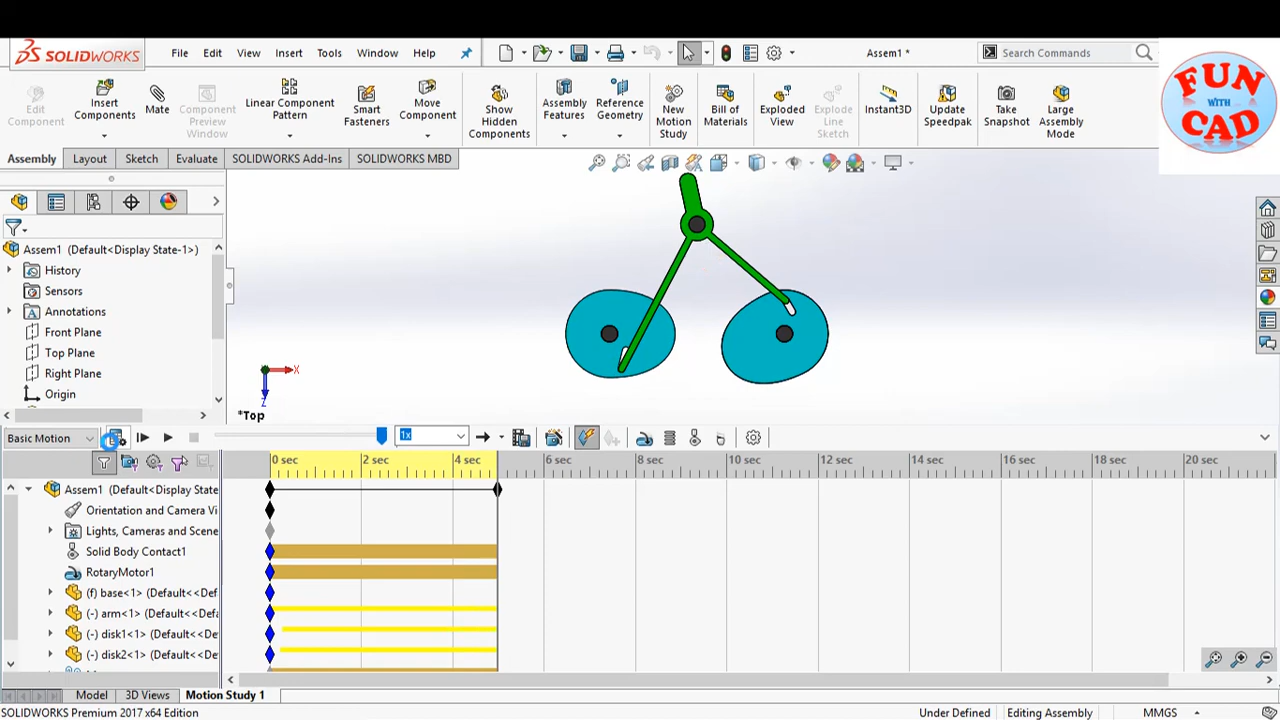 SOLIDWORKS
File Edit View Insert Tools Window Help
Assem1 *
Search Commands
FUN
WITH
CAD
Edit
Component
Insert
Components
Mate
Component
Preview
Window
Linear Component
Pattern
Smart
Fasteners
Move
Component
Show
Hidden
Components
Assembly
Features
Reference
Geometry
New
Motion
Study
Bill of
Materials
Exploded
View
Explode
Line
Sketch
Instant3D
Update
Speedpak
Take
Snapshot
Large
Assembly
Mode
Assembly Layout Sketch Evaluate SOLIDWORKS Add-Ins SOLIDWORKS MBD
Assem1 (Default<Display State-1>)
History
Sensors
Annotations
Front Plane
Top Plane
Right Plane
Origin
X
Z
*Top
Basic Motion
1x
0 sec 2 sec 4 sec 6 sec 8 sec 10 sec 12 sec 14 sec 16 sec 18 sec 20 sec
Assem1 (Default<Display State
Orientation and Camera Vi
Lights, Cameras and Scene
Solid Body Contact1
RotaryMotor1
(f) base<1> (Default<<De
(-) arm<1> (Default<<Defa
(-) disk1<1> (Default<<De
(-) disk2<1> (Default<<De
Model 3D Views Motion Study 1
SOLIDWORKS Premium 2017 x64 Edition
Under Defined Editing Assembly MMGS